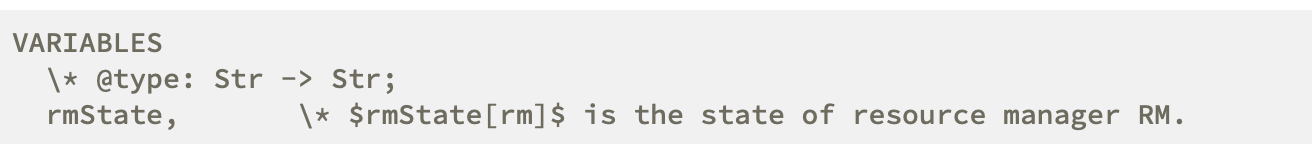 VARIABLES
\* @type: Str -> Str;
rmState, \* $rmState[rm]$ is the state of resource manager RM.